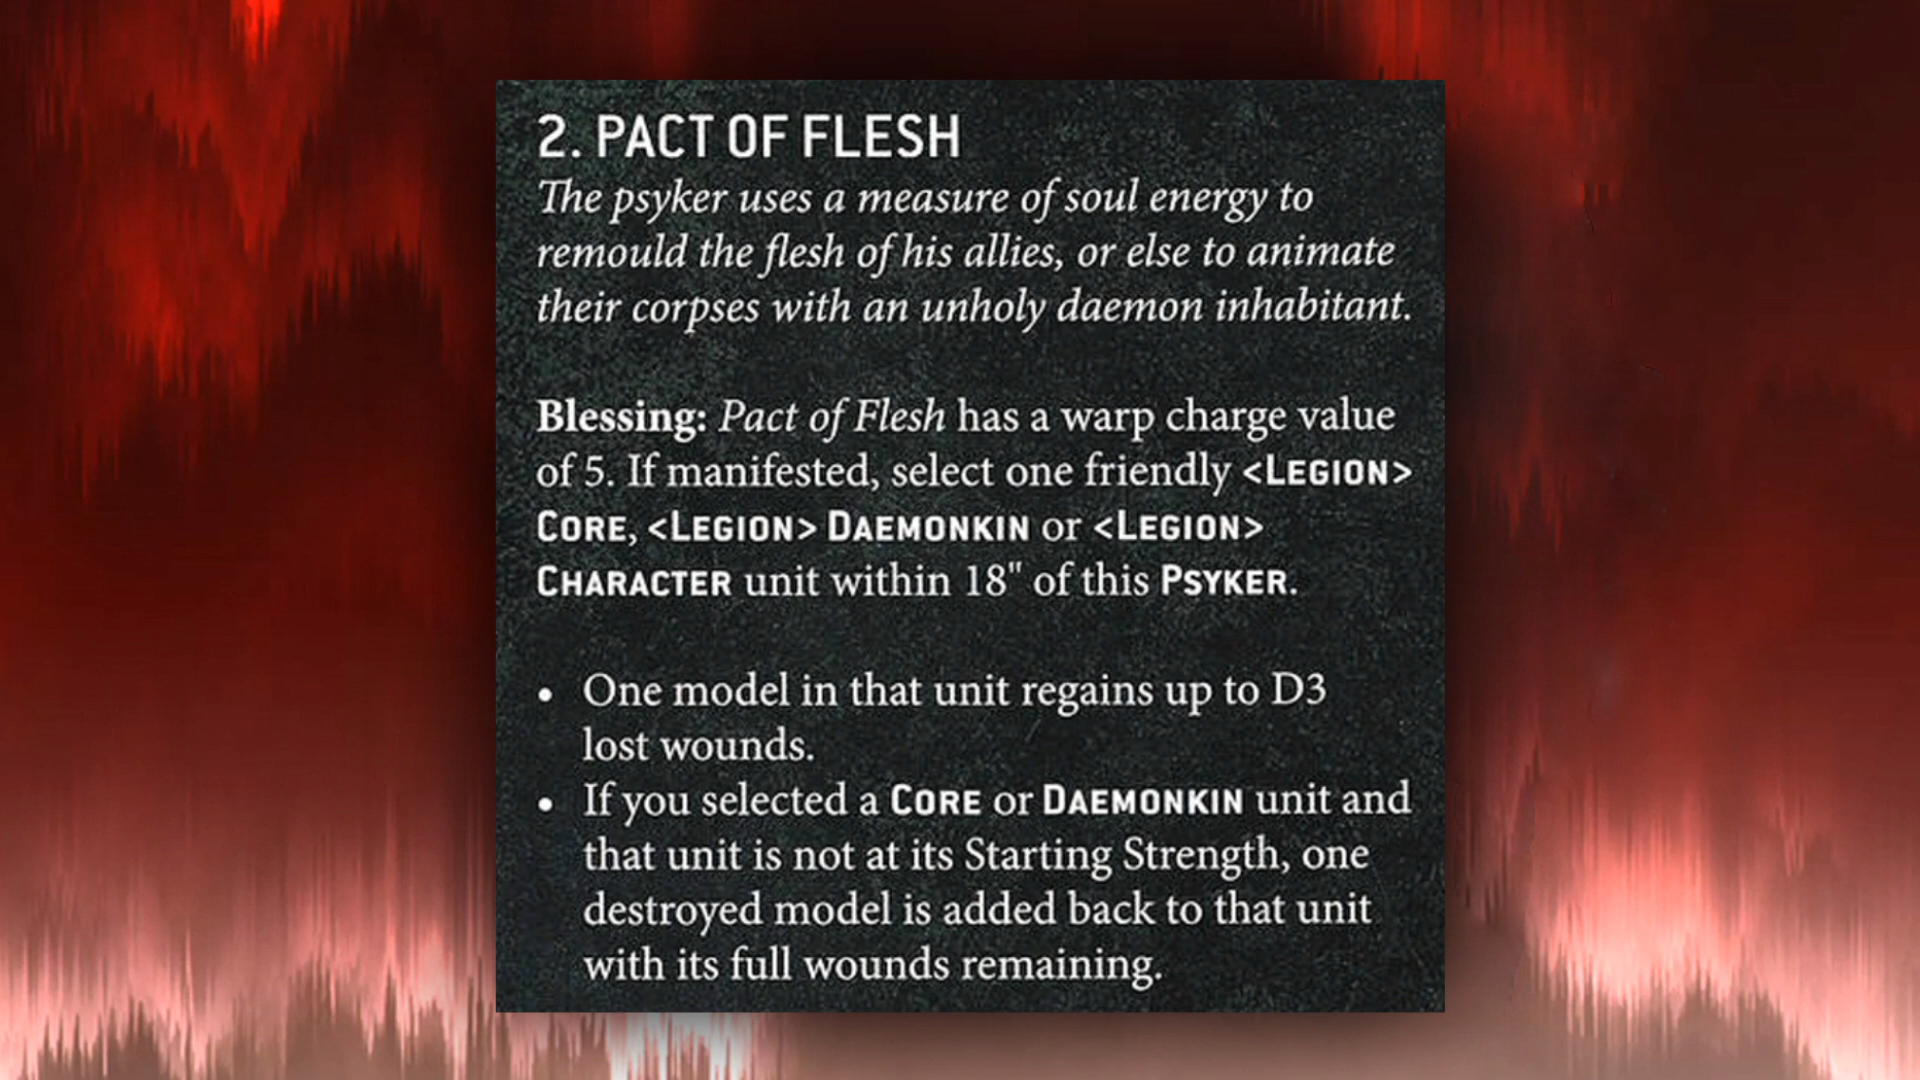 2. PACT OF FLESH
The psyker uses a measure of soul energy to
remould the flesh of his allies, or else to animate
their corpses with an unholy daemon inhabitant.
Blessing: Pact of Flesh has a warp charge value
of 5. If manifested, select one friendly <LEGION>
CORE, <LEGION> DAEMONKIN or <LEGION>
CHARACTER unit within 18" of this PSYKER.
• One model in that unit regains up to D3
lost wounds.
• If you selected a CORE or DAEMONKIN unit and
that unit is not at its Starting Strength, one
destroyed model is added back to that unit
with its full wounds remaining.